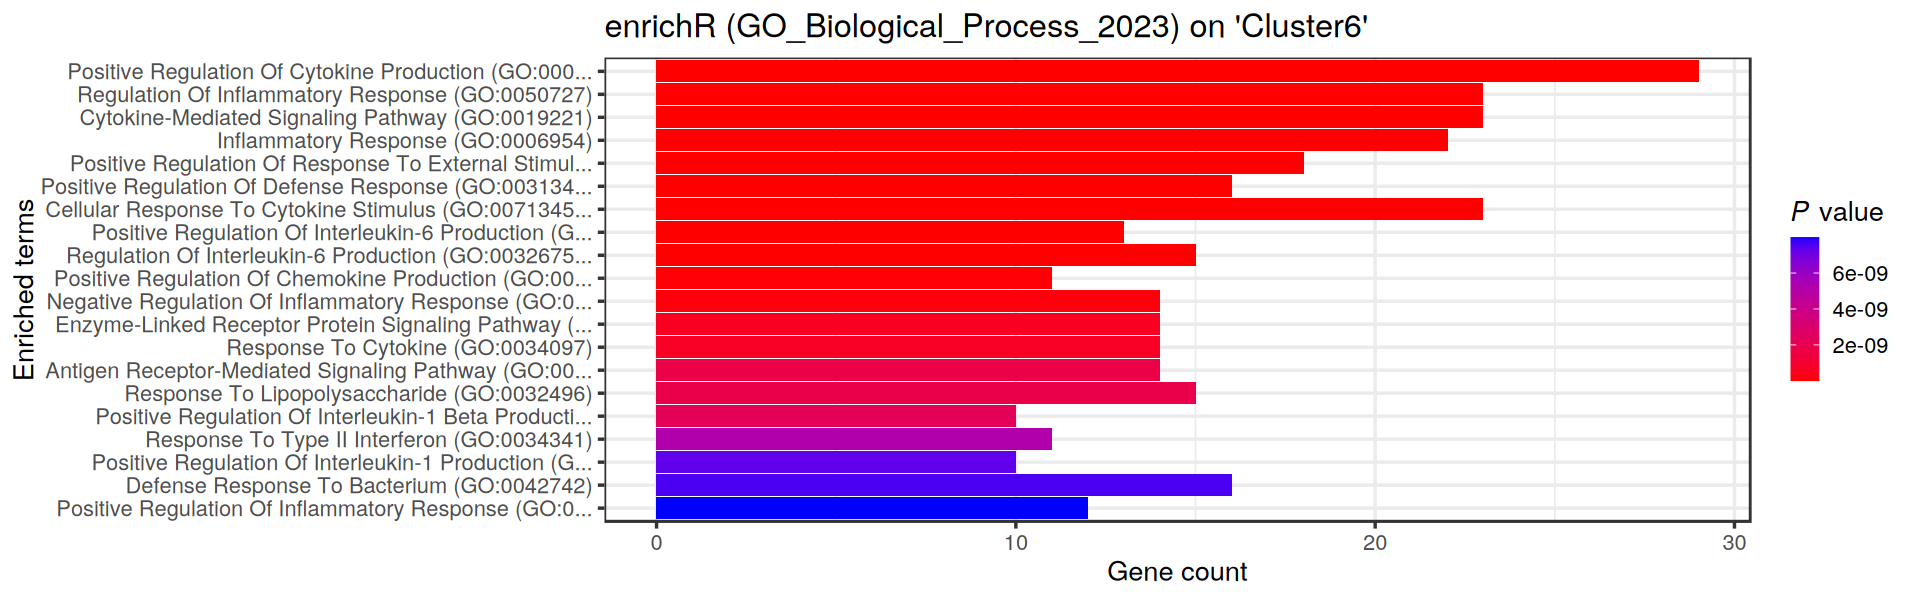 enrichR (GO_Biological_Process_2023) on 'Cluster6'
Positive Regulation Of Cytokine Production (GO:000...
Regulation Of Inflammatory Response (GO:0050727)
Cytokine-Mediated Signaling Pathway (GO:0019221)
Inflammatory Response (GO:0006954)
Positive Regulation Of Response To External Stimul...
Positive Regulation Of Defense Response (GO:003134...
Cellular Response To Cytokine Stimulus (GO:0071345...
Positive Regulation Of Interleukin-6 Production (G...
Regulation Of Interleukin-6 Production (GO:0032675...
Positive Regulation Of Chemokine Production (GO:00...
Negative Regulation Of Inflammatory Response (GO:0...
Enzyme-Linked Receptor Protein Signaling Pathway (...
Response To Cytokine (GO:0034097)
Antigen Receptor-Mediated Signaling Pathway (GO:00...
Response To Lipopolysaccharide (GO:0032496)
Positive Regulation Of Interleukin-1 Beta Producti...
Response To Type II Interferon (GO:0034341)
Positive Regulation Of Interleukin-1 Production (G...
Defense Response To Bacterium (GO:0042742)
Positive Regulation Of Inflammatory Response (GO:0...
Enriched terms
0 10 20 30
Gene count
P value
6e-09
4e-09
2e-09